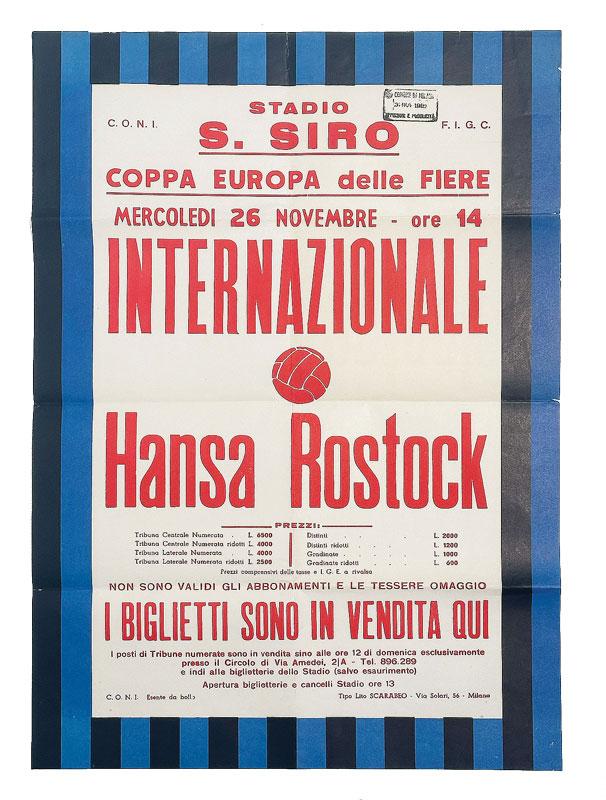 STADIO
C.O.N.I.
S. SIRO
F.I.G.C.
COPPA EUROPA delle FIERE
MERCOLEDI 26 NOVEMBRE - ore 14
INTERNAZIONALE
Hansa Rostock
PREZZI:
Tribuna Centrale Numerata . L. 6500
Tribuna Centrale Numerata ridotti L. 4000
Tribuna Laterale Numerata . L. 4000
Tribuna Laterale Numerata ridotti L. 2500
Distinti . . . . . L. 2000
Distinti ridotti . . . . L. 1200
Gradinate . . . . . L. 1000
Gradinate ridotti . . . L. 600
Prezzi comprensivi delle tasse e I.G.E. a rivalsa
NON SONO VALIDI GLI ABBONAMENTI E LE TESSERE OMAGGIO
I BIGLIETTI SONO IN VENDITA QUI
I posti di Tribune numerate sono in vendita sino alle ore 12 di domenica esclusivamente
presso il Circolo di Via Amedei, 2/A - Tel. 896.289
e indi alle biglietterie dello Stadio (salvo esaurimento)
Apertura biglietterie e cancelli Stadio ore 13
C.O.N.I. Esente da bollo
Tipo Lito SCARABEO - Via Solari, 56 - Milano